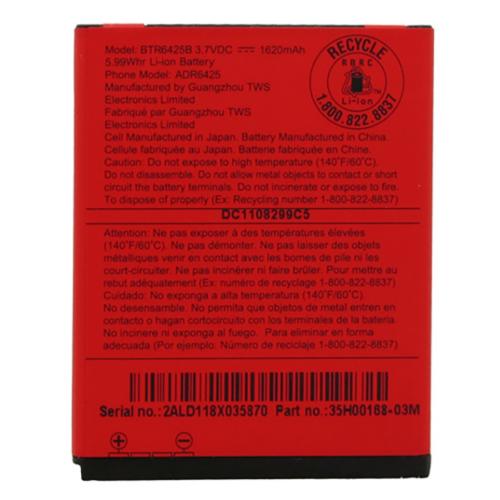 Model: BTR6425B 3.7VDC ⎓ 1620mAh
5.99Whr Li-ion Battery
Phone Model: ADR6425
Manufactured by Guangzhou TWS
Electronics Limited
Fabriqué par Guangzhou TWS
Electronics Limited
Cell Manufactured in Japan. Battery Manufactured in China.
Cellule fabriquée au Japan. Batterie fabriquée en Chine.
Caution: Do not expose to high temperature (140°F/60°C).
Do not disassemble. Do not allow metal objects to contact or short
circuit the battery terminals. Do not incinerate or expose to fire.
To dispose of properly (Ex: Recycling number 1-800-822-8837)
RECYCLE
RBRC
Li-ion
1.800.822.8837
DC1108299C5
Attention: Ne pas exposer à des températures élevées
(140°F/60°C). Ne pas démonter. Ne pas laisser des objets
métalliques venir en contact avec les bornes de pile ni les
court-circuiter. Ne pas incinérer ni faire brûler. Pour mettre au
rebut adéquatement (Ex: numéro de recyclage 1-800-822-8837)
Cuidado: No exponga a alta temperatura (140°F/60°C).
No desensamble. No permita que objetos de metal entren en
contacto o hagan cortocircuito con los terminales de la batería.
No incinere ni exponga al fuego. Para eliminar en forma
adecuada (Por ejemplo, Número de reciclaje 1-800-822-8837)
Serial no.:2ALD118X035870 Part no.:35H00168-03M
+ −